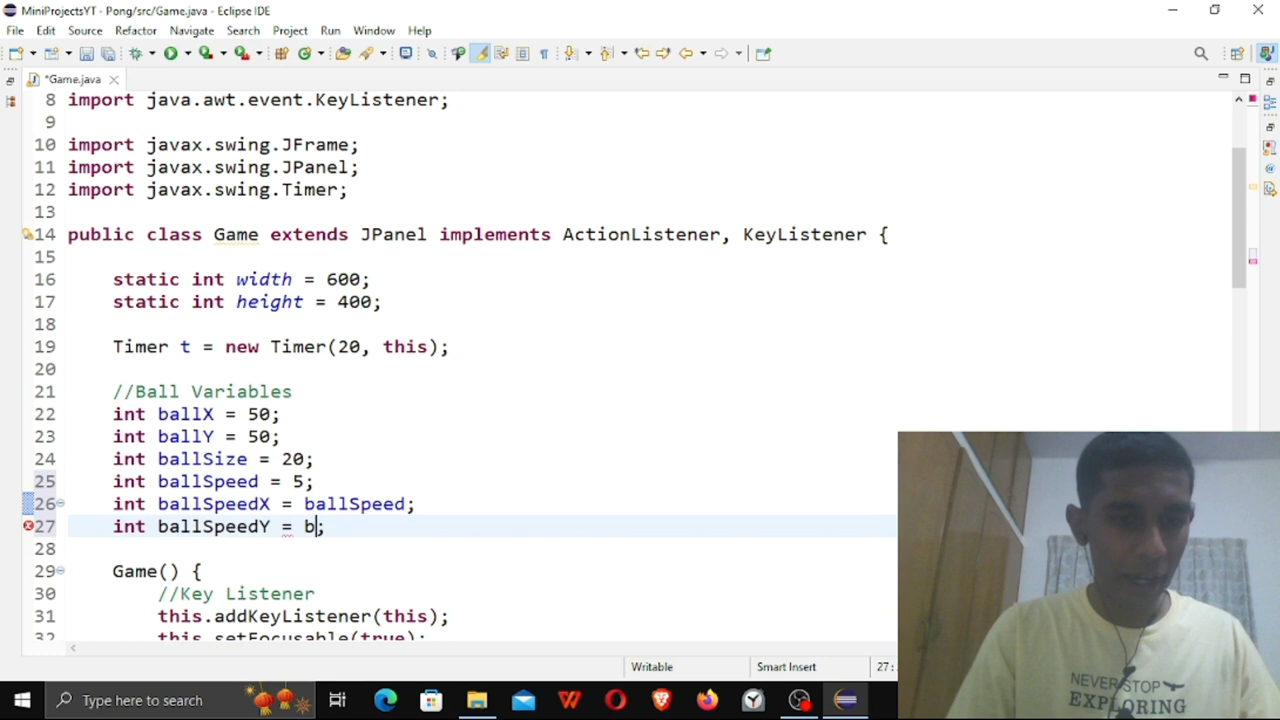 MiniProjectsYT - Pong/src/Game.java - Eclipse IDE
File Edit Source Refactor Navigate Search Project Run Window Help
*Game.java
8 import java.awt.event.KeyListener;
9
10 import javax.swing.JFrame;
11 import javax.swing.JPanel;
12 import javax.swing.Timer;
13
14 public class Game extends JPanel implements ActionListener, KeyListener {
15
16 static int width = 600;
17 static int height = 400;
18
19 Timer t = new Timer(20, this);
20
21 //Ball Variables
22 int ballX = 50;
23 int ballY = 50;
24 int ballSize = 20;
25 int ballSpeed = 5;
26 int ballSpeedX = ballSpeed;
27 int ballSpeedY = b;
28
29 Game() {
30 //Key Listener
31 this.addKeyListener(this);
32 this.setFocusable(true);
Writable Smart Insert 27:
NEVER STOP
EXPLORING
Type here to search